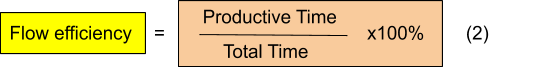 Productive Time
Flow efficiency = x100% (2)
Total Time